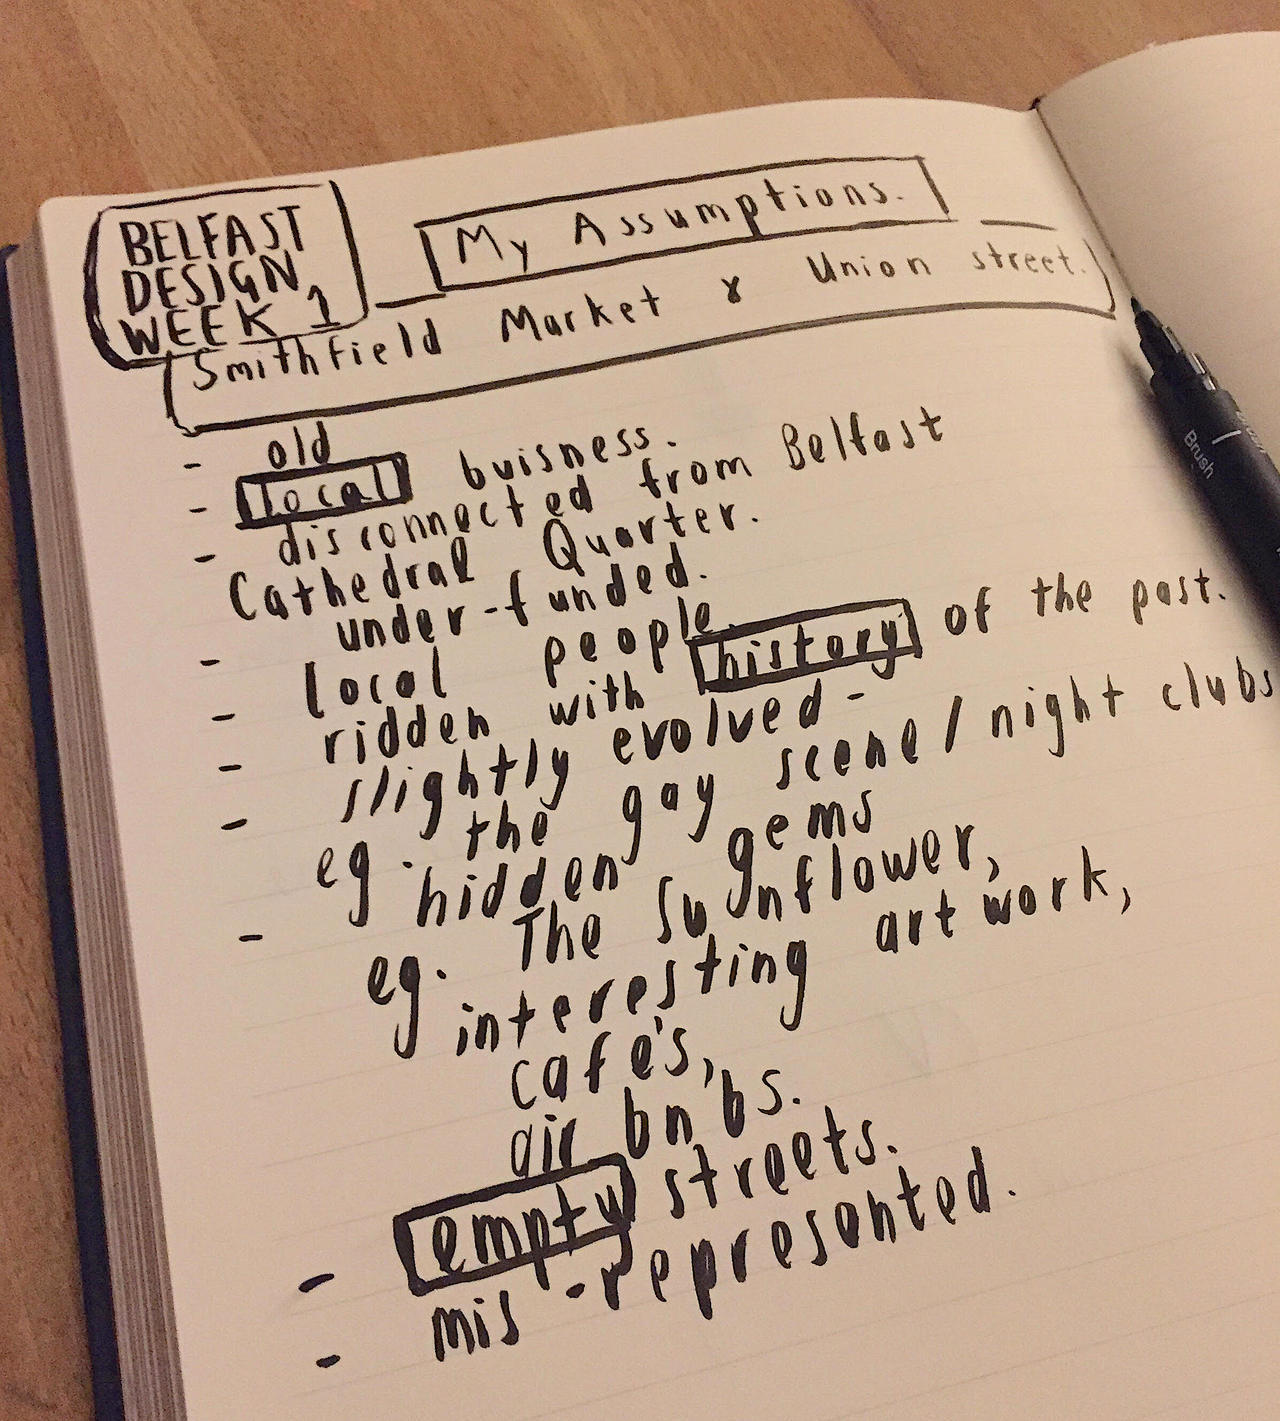 BELFAST
DESIGN
WEEK 1
My Assumptions.
Smithfield Market & Union street.
- old
- local buisness.
- disconnected from Belfast
Cathedral Quarter.
- under-funded.
- local people.
- ridden with history of the past.
- slightly evolved -
eg. the gay scene/night clubs
- hidden gems
eg. The Sunflower,
interesting art work,
cafe's,
air bn'bs.
- empty streets.
- mis-represented.
Brush